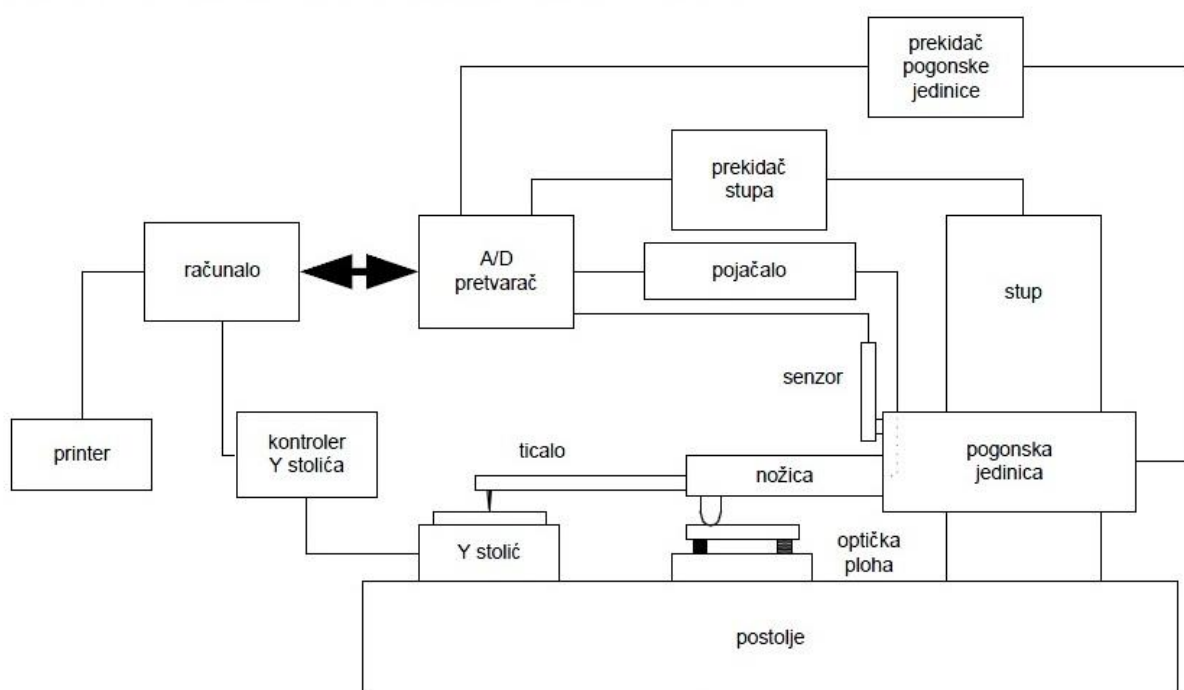 prekidač
pogonske
jedinice
prekidač
stupa
računalo
A/D
pretvarač
pojačalo
stup
senzor
printer
kontroler
Y stolića
ticalo
nožica
pogonska
jedinica
Y stolić
optička
ploha
postolje